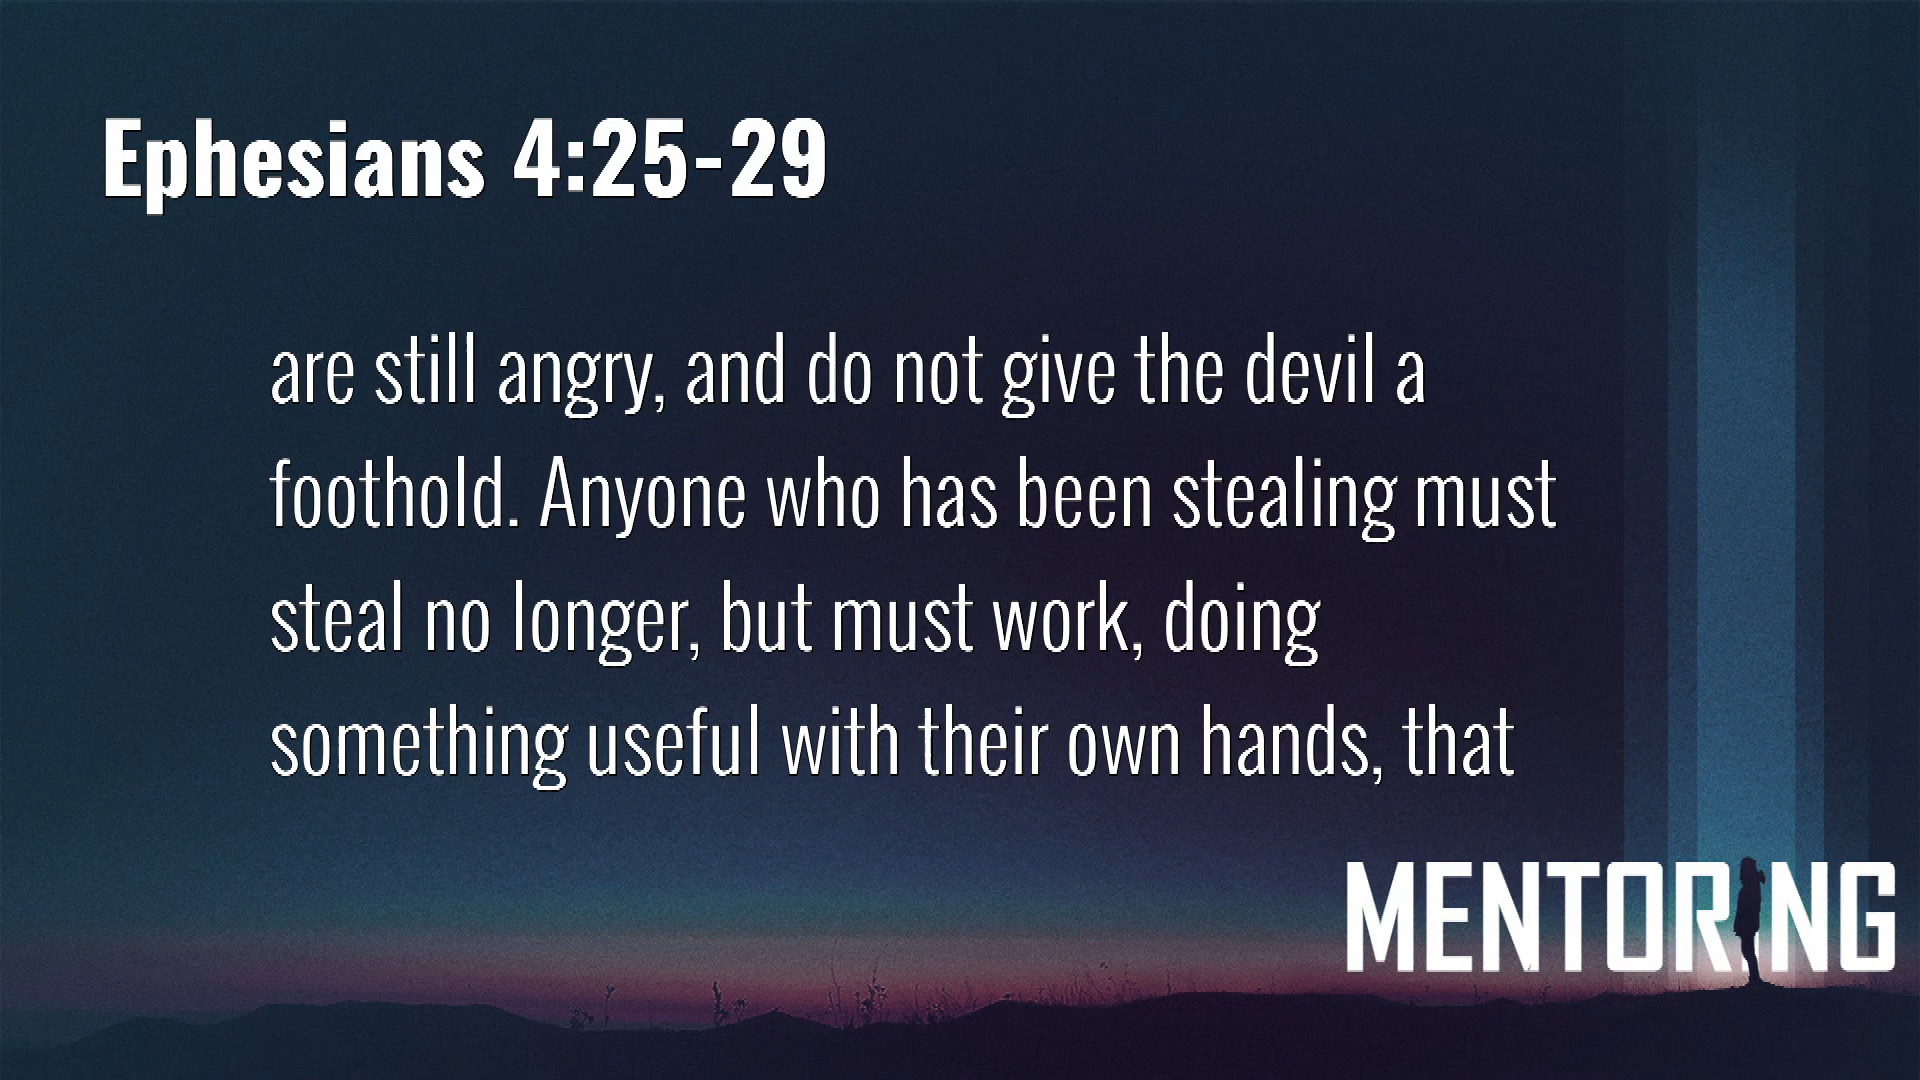 Ephesians 4:25-29
are still angry, and do not give the devil a
foothold. Anyone who has been stealing must
steal no longer, but must work, doing
something useful with their own hands, that
MENTORING